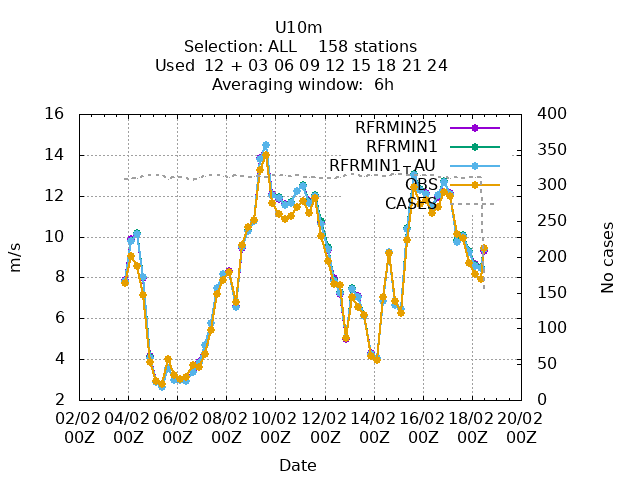 U10m
Selection: ALL    158 stations
Used  12 + 03 06 09 12 15 18 21 24
Averaging window:  6h
16
14
12
10
8
6
4
2
400
350
300
250
200
150
100
50
0
RFRMIN25
RFRMIN1
RFRMIN1_AU
OBS
CASES
m/s
No cases
02/02 04/02 06/02 08/02 10/02 12/02 14/02 16/02 18/02 20/02
00Z 00Z 00Z 00Z 00Z 00Z 00Z 00Z 00Z 00Z
Date